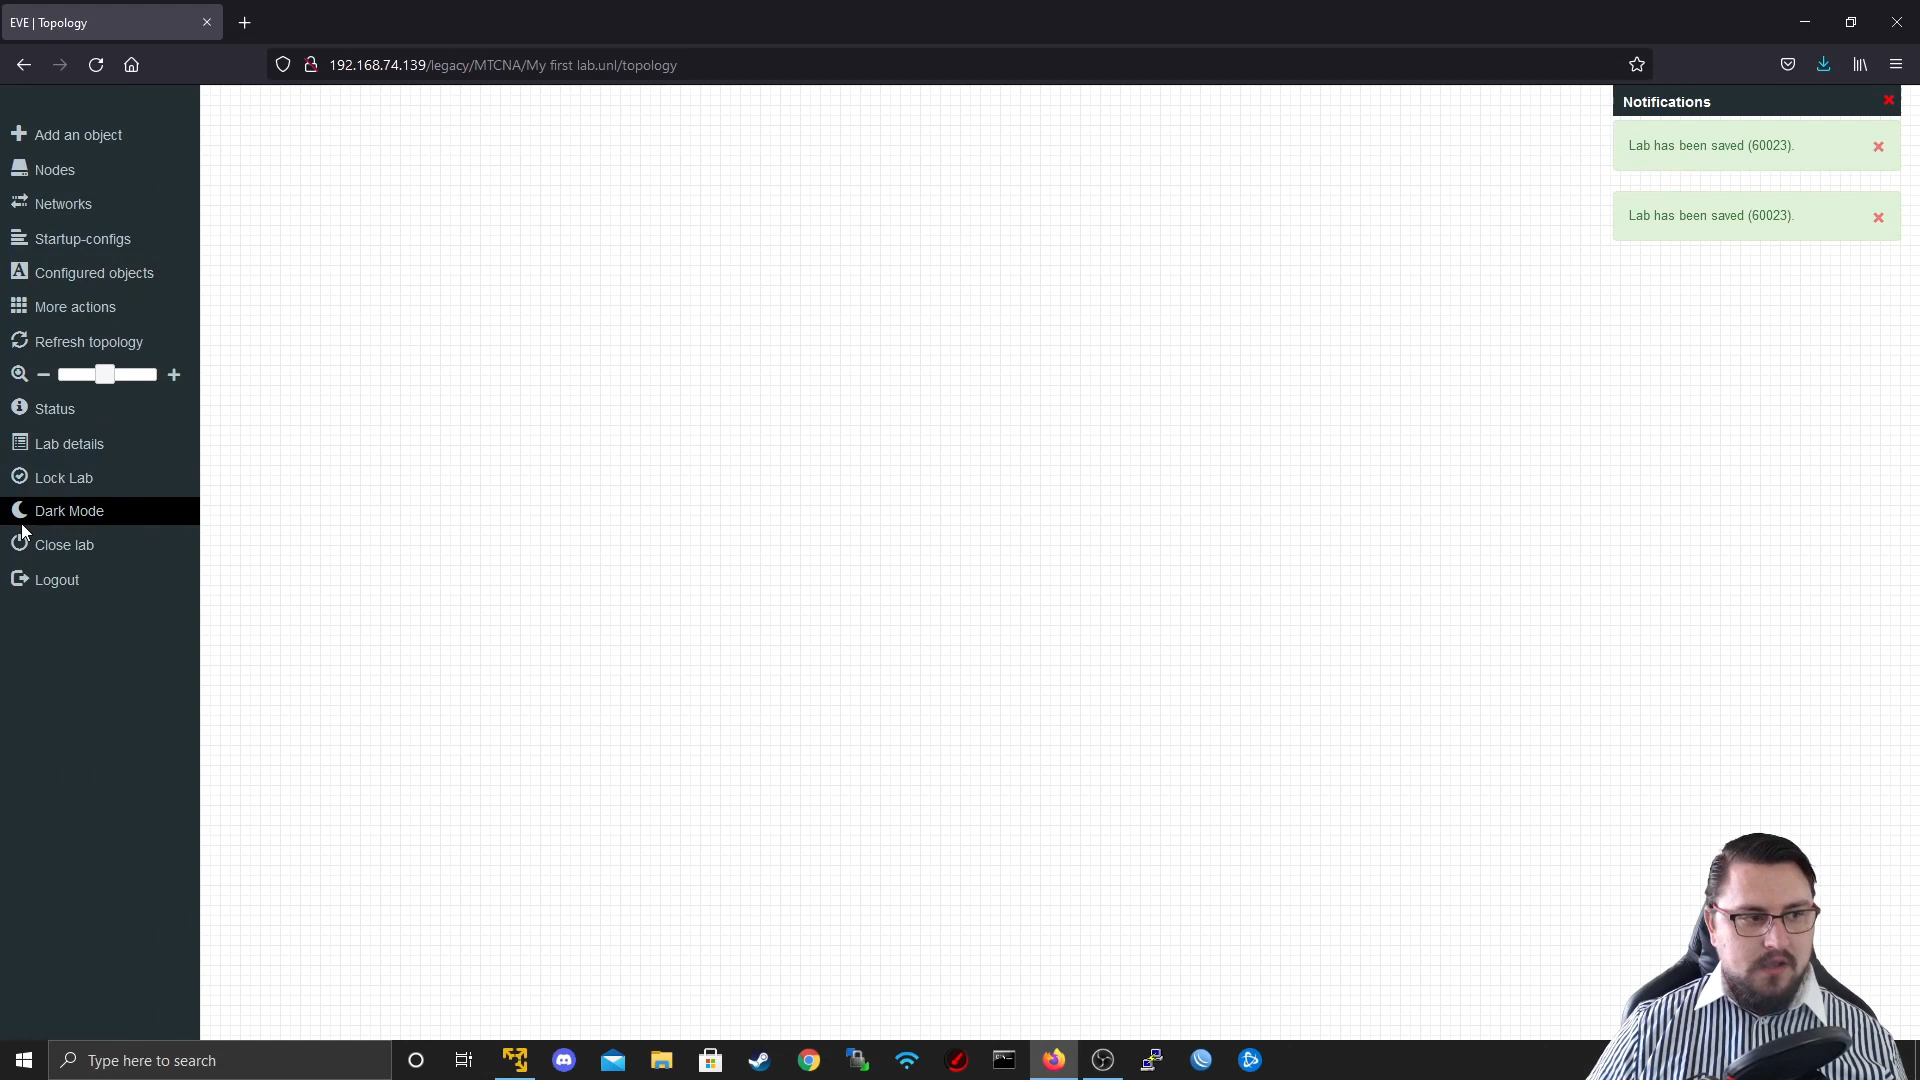 EVE | Topology
192.168.74.139/legacy/MTCNA/My first lab.unl/topology
Add an object
Nodes
Networks
Startup-configs
Configured objects
More actions
Refresh topology
Status
Lab details
Lock Lab
Dark Mode
Close lab
Logout
Notifications
Lab has been saved (60023).
Lab has been saved (60023).
Type here to search